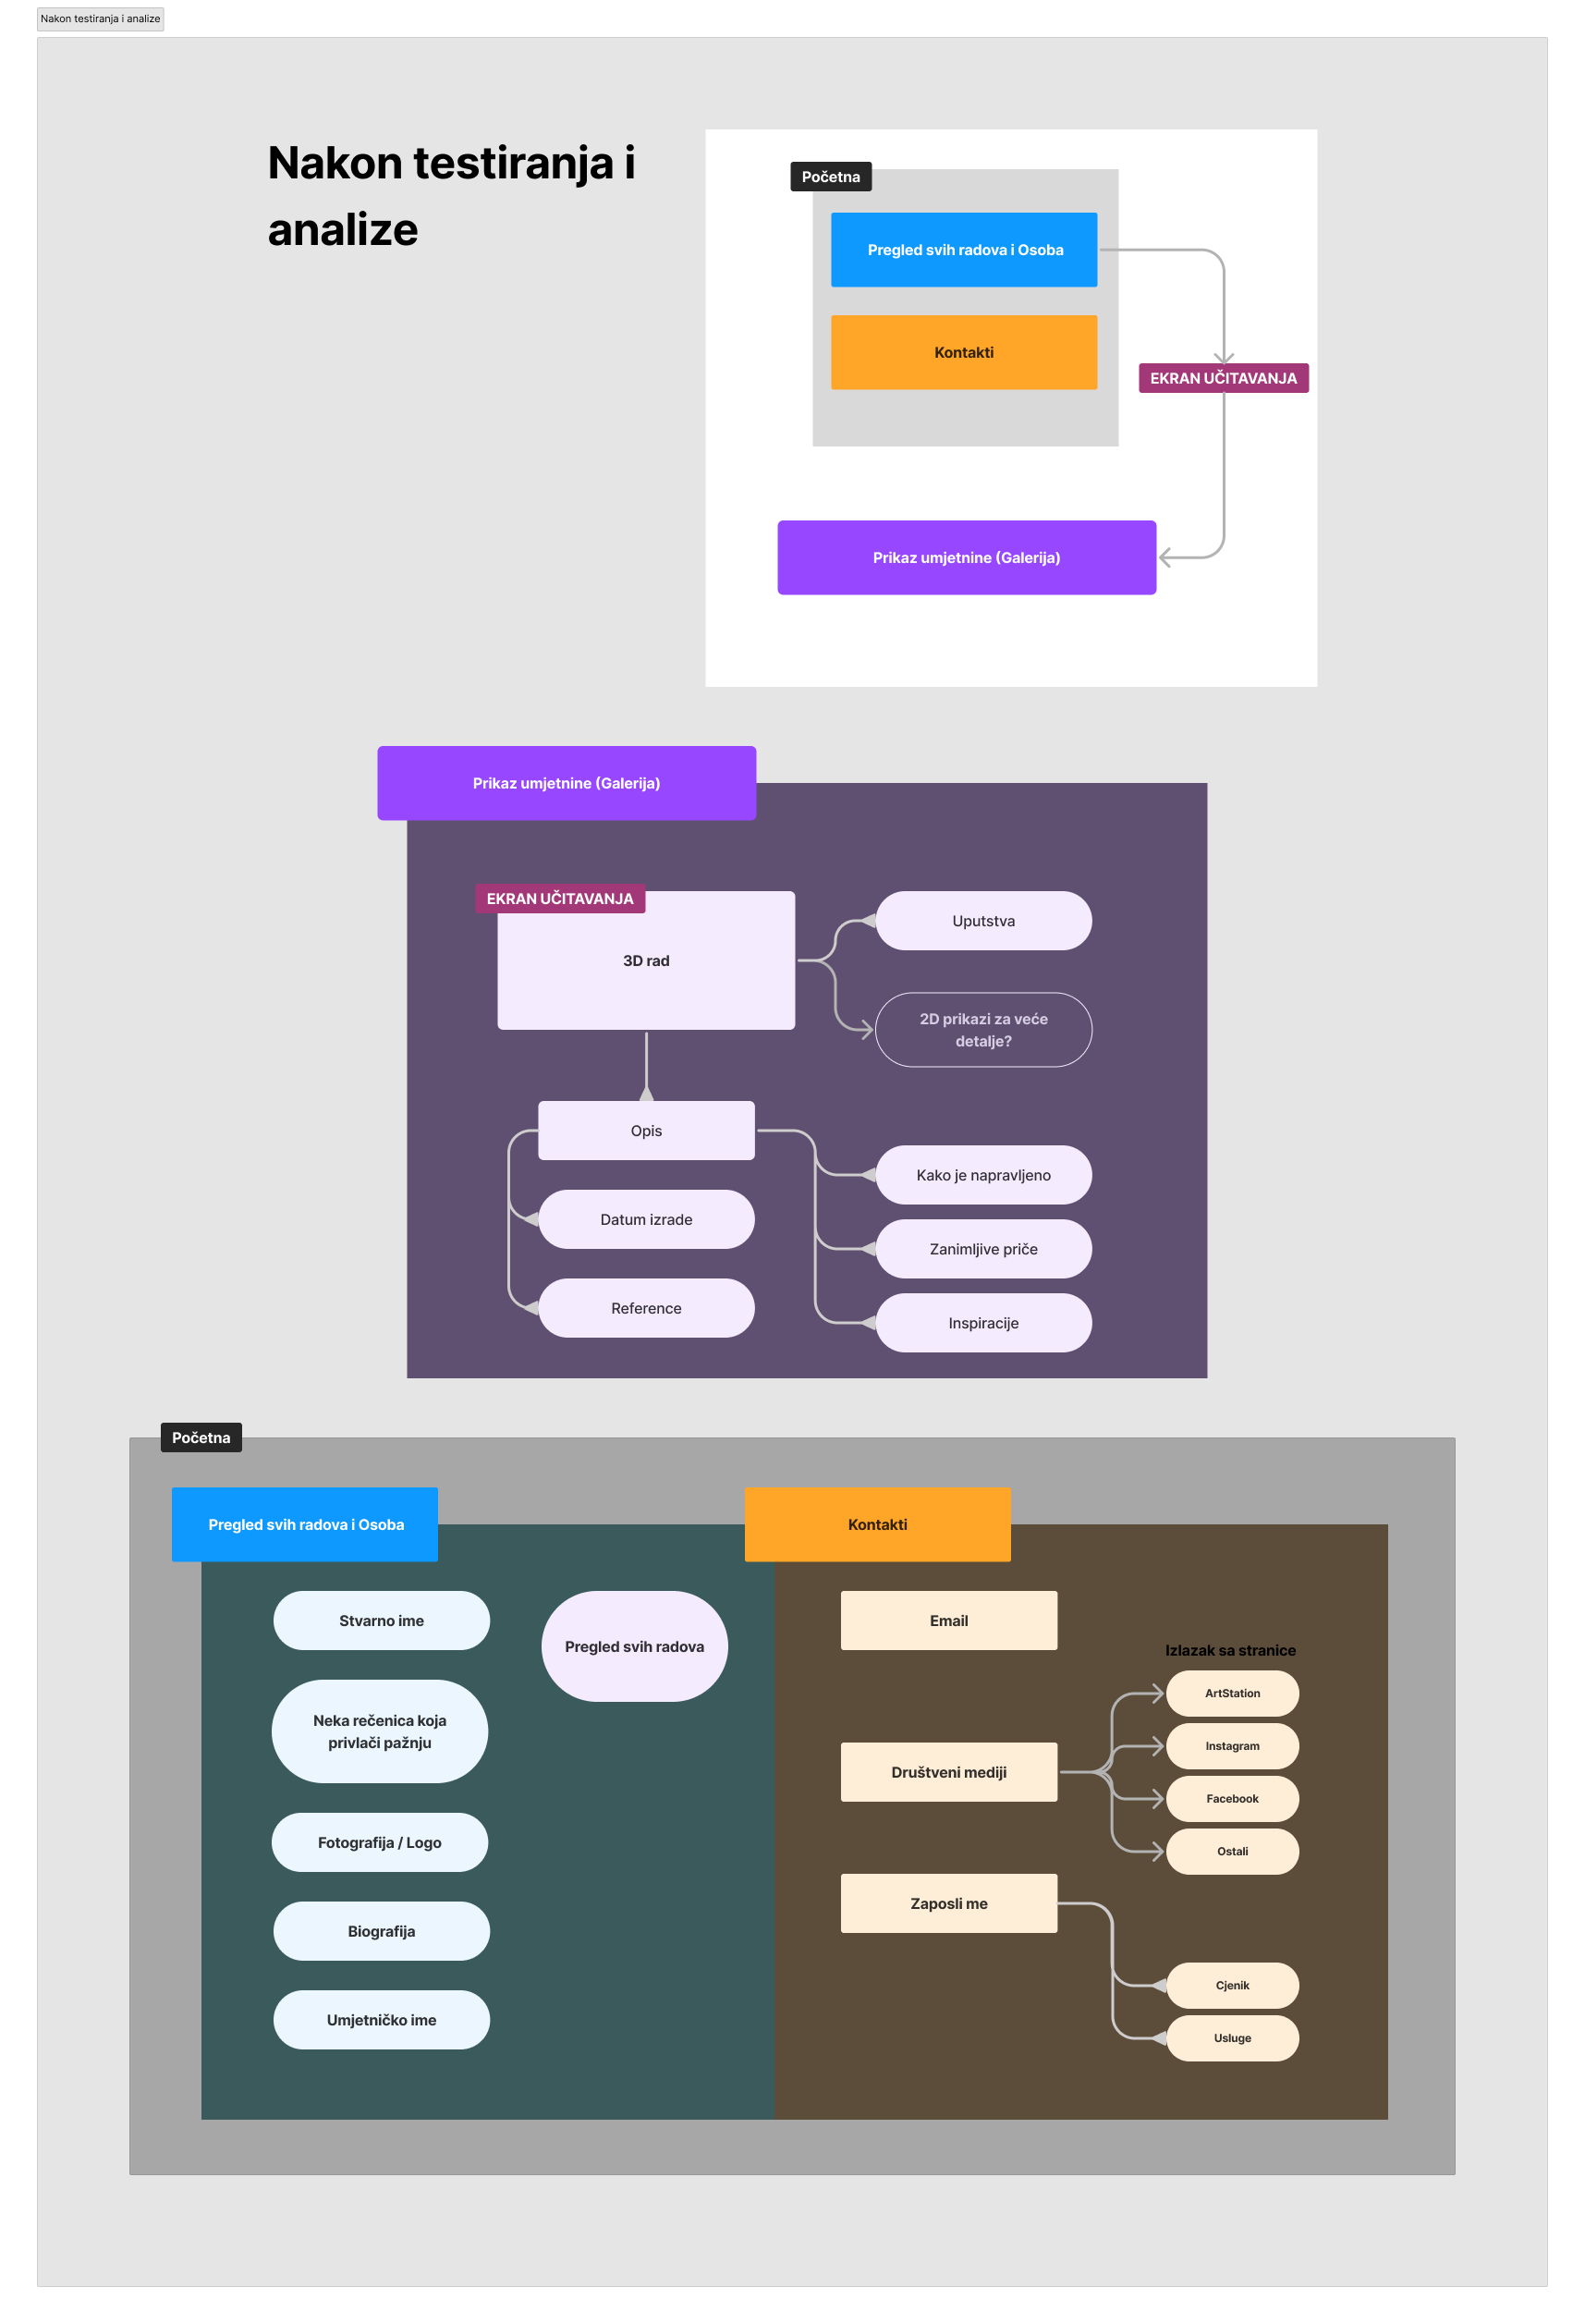 Nakon testiranja i analize
Nakon testiranja i
analize
Početna
Pregled svih radova i Osoba
Kontakti
EKRAN UČITAVANJA
Prikaz umjetnine (Galerija)
Prikaz umjetnine (Galerija)
EKRAN UČITAVANJA
3D rad
Uputstva
2D prikazi za veće
detalje?
Opis
Kako je napravljeno
Datum izrade
Zanimljive priče
Reference
Inspiracije
Početna
Pregled svih radova i Osoba
Stvarno ime
Pregled svih radova
Neka rečenica koja
privlači pažnju
Fotografija / Logo
Biografija
Umjetničko ime
Kontakti
Email
Izlazak sa stranice
ArtStation
Instagram
Društveni mediji
Facebook
Ostali
Zaposli me
Cjenik
Usluge